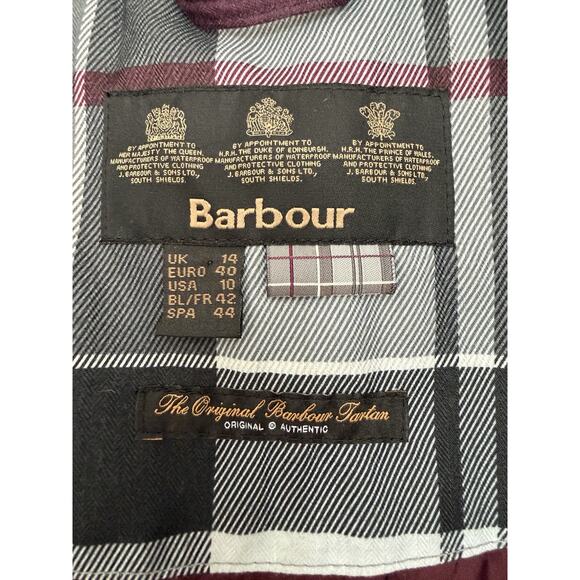 BY APPOINTMENT TO
HER MAJESTY THE QUEEN,
MANUFACTURERS OF WATERPROOF
AND PROTECTIVE CLOTHING
J. BARBOUR & SONS LTD.,
SOUTH SHIELDS.
BY APPOINTMENT TO
H.R.H. THE DUKE OF EDINBURGH,
MANUFACTURERS OF WATERPROOF
AND PROTECTIVE CLOTHING
J. BARBOUR & SONS LTD.,
SOUTH SHIELDS.
BY APPOINTMENT TO
H.R.H. THE PRINCE OF WALES,
MANUFACTURERS OF WATERPROOF
AND PROTECTIVE CLOTHING
J. BARBOUR & SONS LTD.,
SOUTH SHIELDS.
Barbour
UK 14
EURO 40
USA 10
BL/FR 42
SPA 44
The Original Barbour Tartan
ORIGINAL © AUTHENTIC